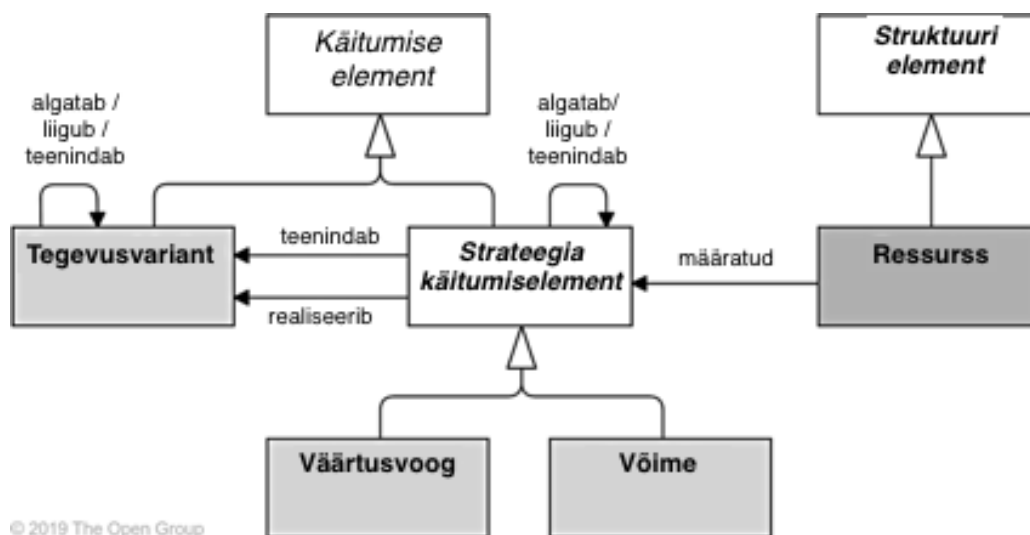 Käitumise
element
Struktuuri
element
algatab /
liigub /
teenindab
algatab/
liigub /
teenindab
Tegevusvariant
teenindab
realiseerib
Strateegia
käitumiselement
määratud
Ressurss
Väärtusvoog
Võime
© 2019 The Open Group